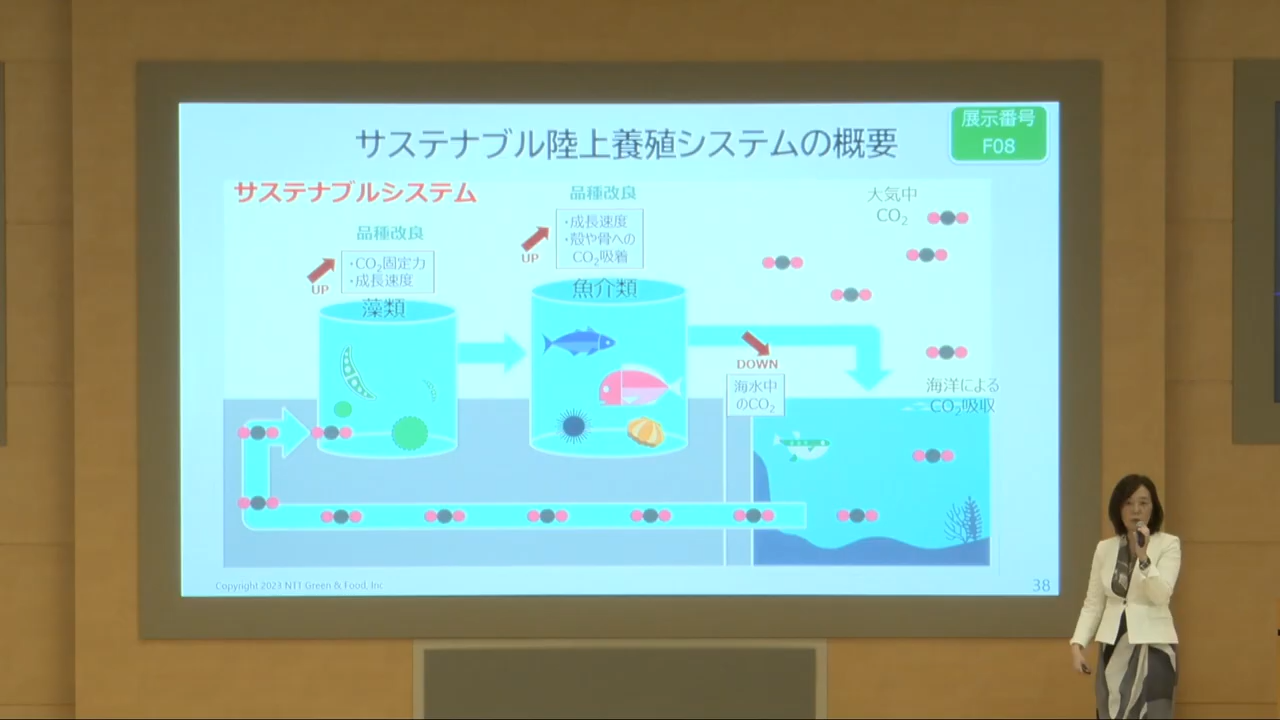 サステナブル陸上養殖システムの概要
展示番号
F08
サステナブルシステム
品種改良
UP
・CO₂固定力
・成長速度
藻類
品種改良
UP
・成長速度
・殻や骨への
CO₂吸着
魚介類
大気中
CO₂
DOWN
海水中
のCO₂
海洋による
CO₂吸収
Copyright 2023 NTT Green & Food, Inc
38